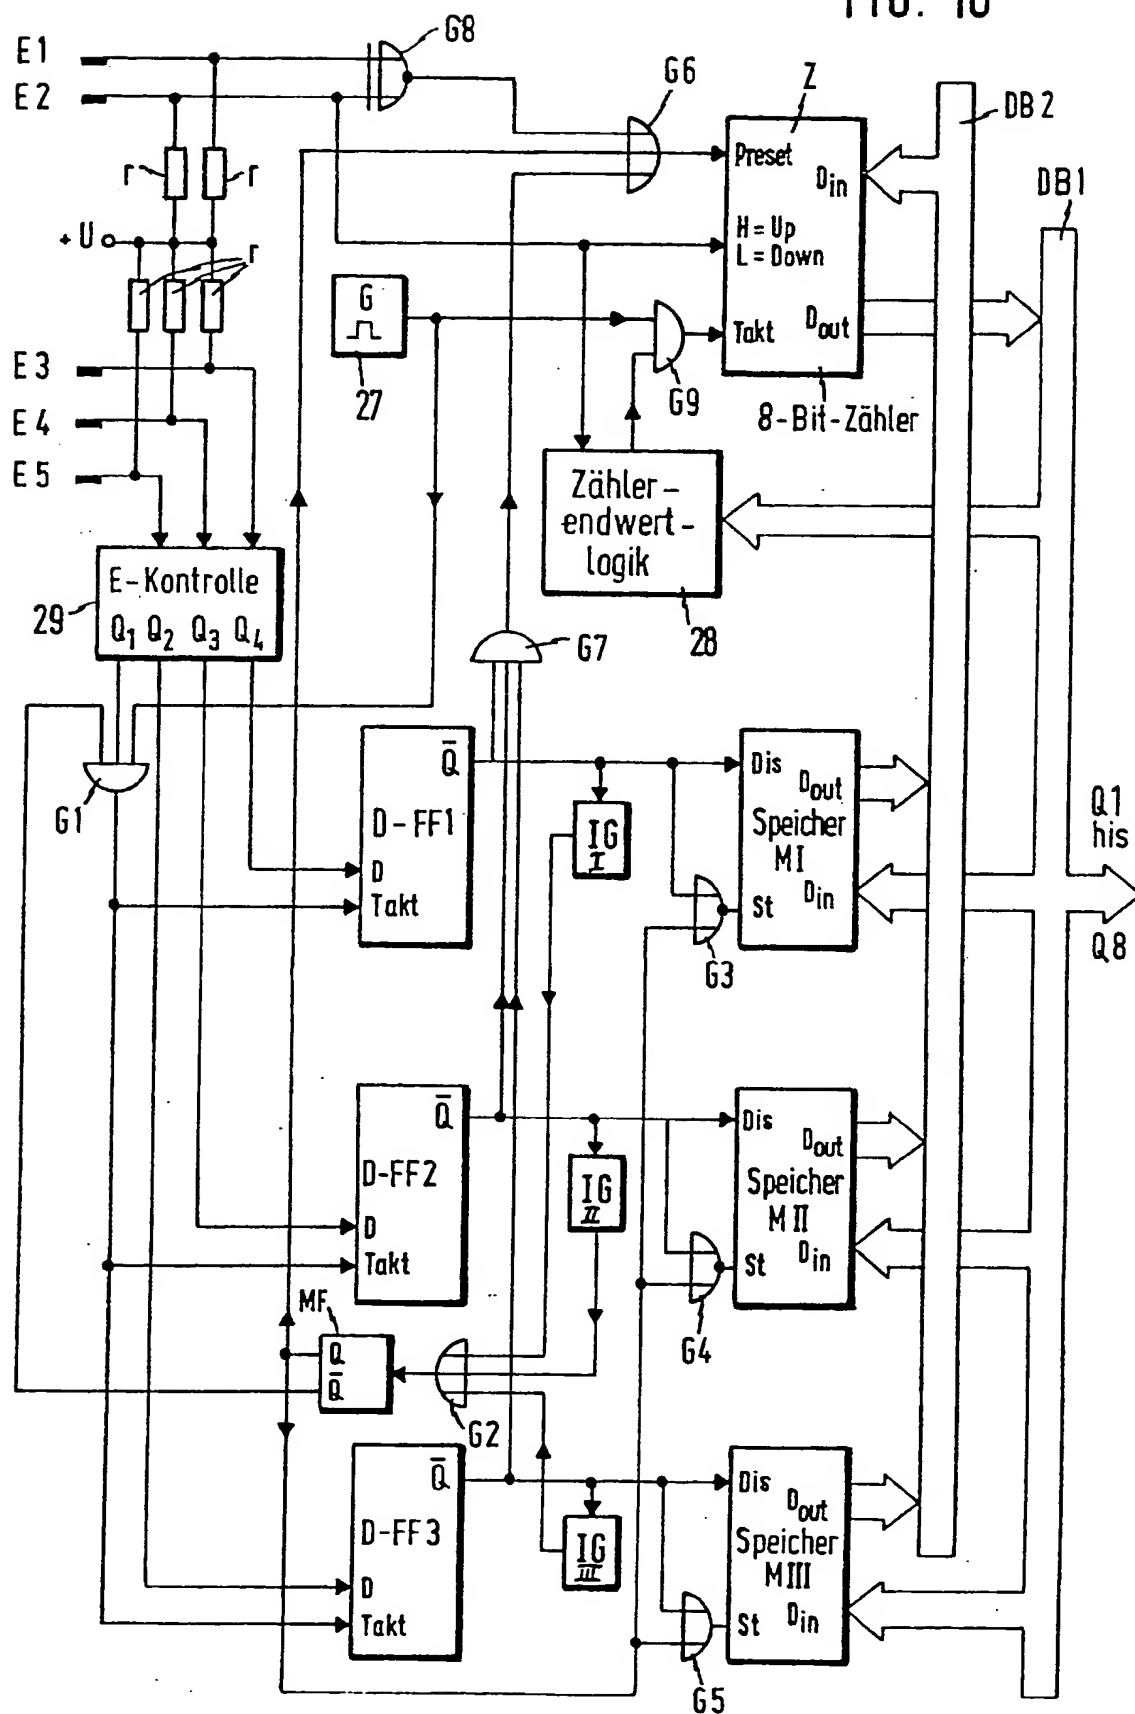 FIG. 10
E1
E2
G8
G6
Z
DB2
DB1
r
r
Preset
Din
H = Up
L = Down
+U
r
G
27
Takt
Dout
G9
8-Bit-Zähler
E3
E4
E5
Zähler-
endwert-
logik
28
E-Kontrolle
Q1 Q2 Q3 Q4
29
G7
G1
Q̅
D-FF1
D
Takt
IG
I
Dis
Dout
Speicher
MI
Din
St
G3
Q1
his
Q8
Q̅
D-FF2
D
Takt
IG
II
Dis
Dout
Speicher
MII
Din
St
G4
MF
Q
Q̅
G2
Q̅
D-FF3
D
Takt
IG
III
Dis
Dout
Speicher
MIII
Din
St
G5